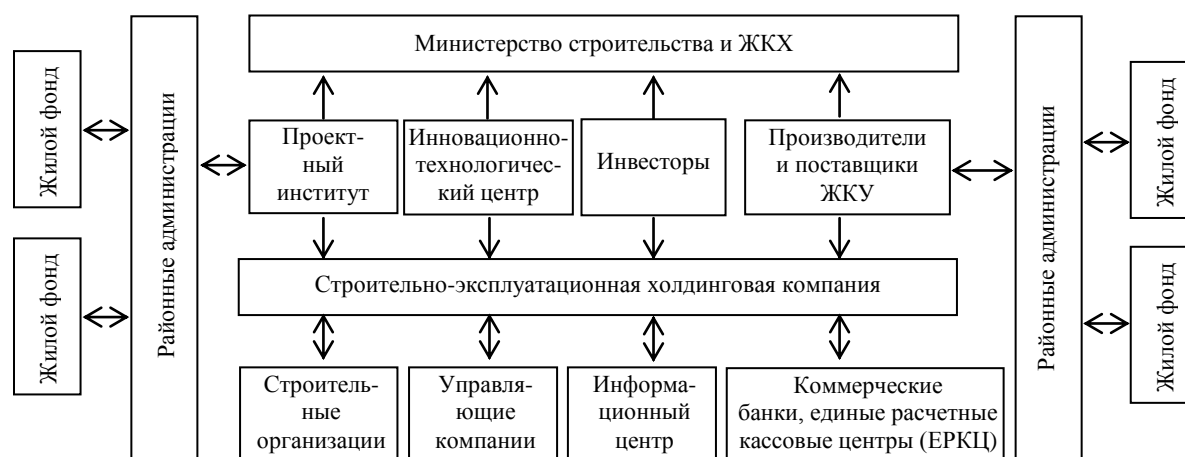 Министерство строительства и ЖКХ
Жилой фонд
Жилой фонд
Районные администрации
Проект-
ный
институт
Инновационно-
технологичес-
кий центр
Инвесторы
Производители
и поставщики
ЖКУ
Строительно-эксплуатационная холдинговая компания
Строитель-
ные
организации
Управля-
ющие
компании
Информа-
ционный
центр
Коммерческие
банки, единые расчетные
кассовые центры (ЕРКЦ)
Районные администрации
Жилой фонд
Жилой фонд